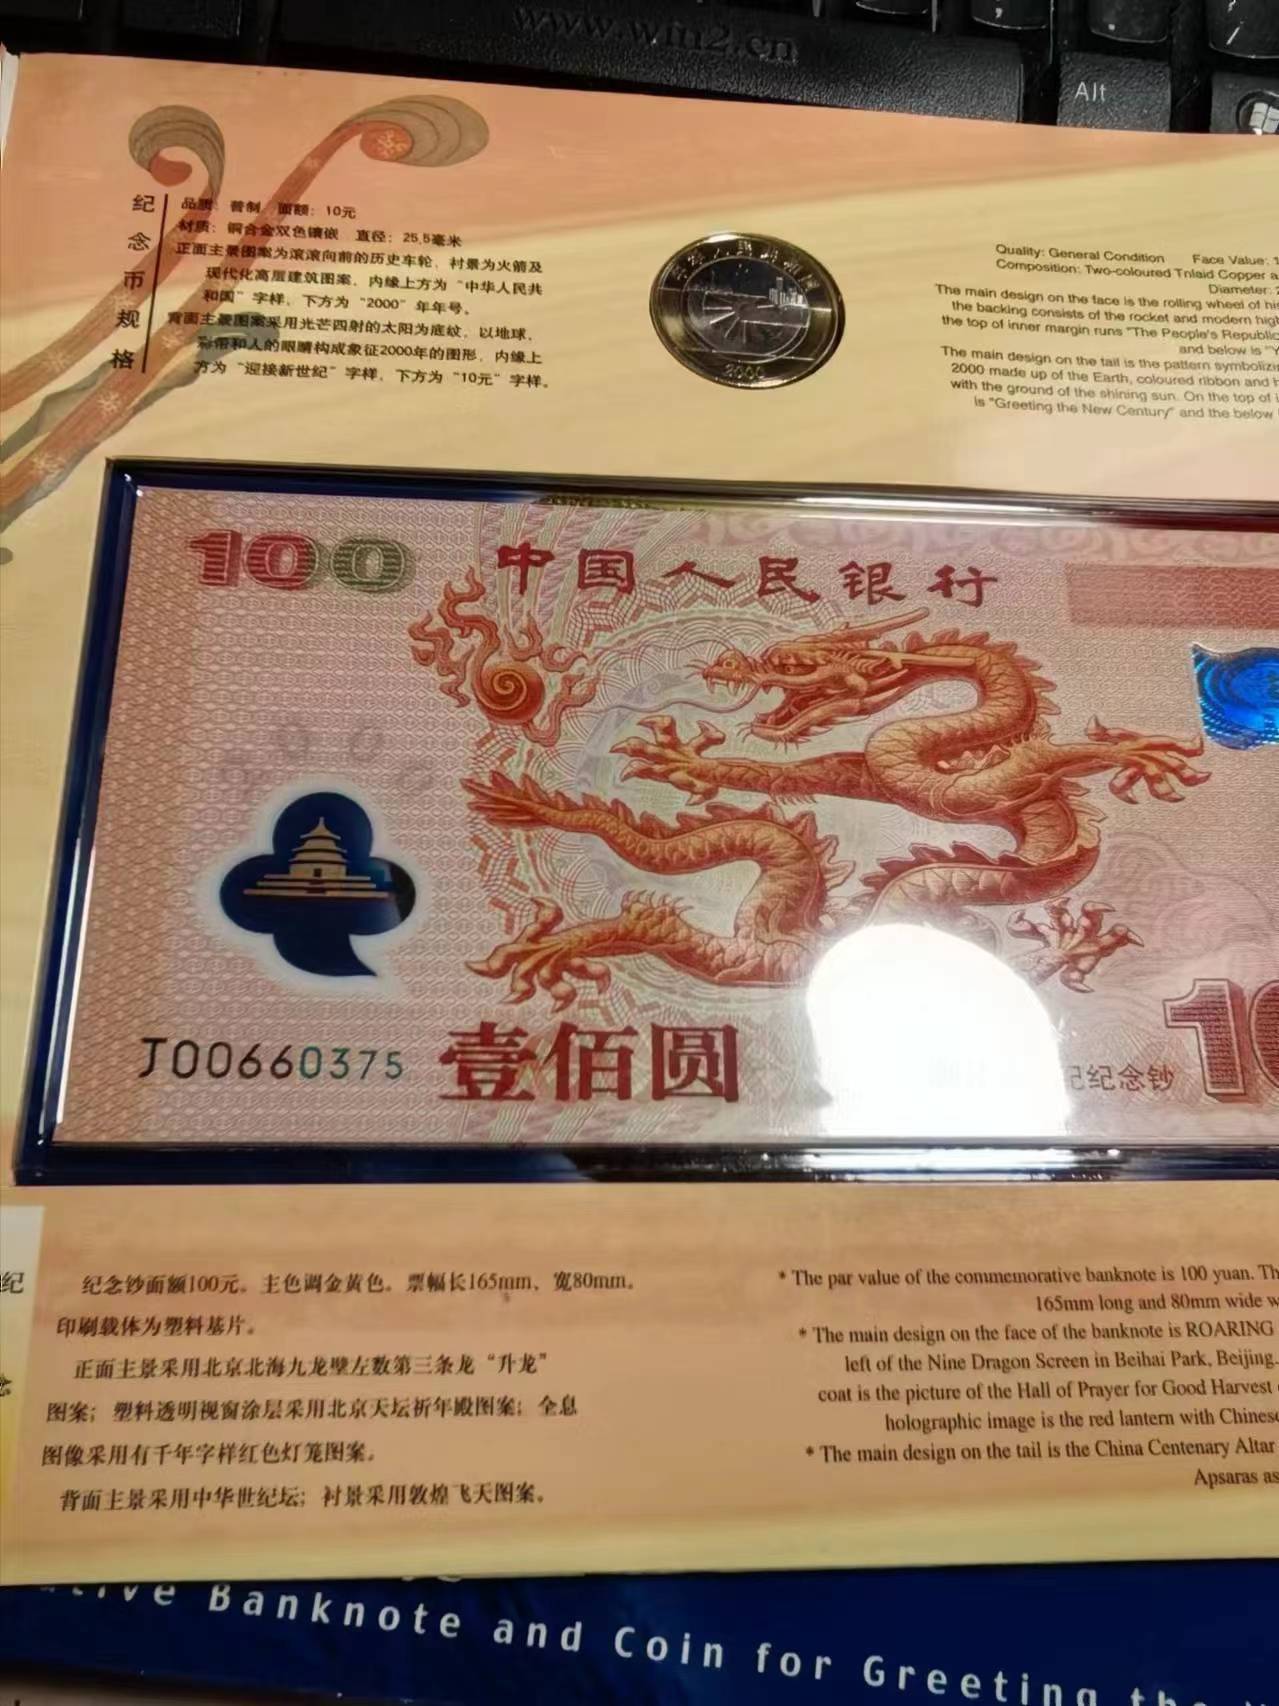 www.win2.cn
Alt
纪念币规格
品质：普制 面额：10元
材质：铜合金双色镶嵌 直径：25.5毫米
正面主景图案为滚滚向前的历史车轮，衬景为火箭及
现代化高层建筑图案，内缘上方为“中华人民共
和国”字样，下方为“2000”年年号。
背面主景图案采用光芒四射的太阳为底纹，以地球、
彩带和人的眼睛构成象征2000年的图形，内缘上
方为“迎接新世纪”字样，下方为“10元”字样。
2000
Quality: General Condition Face Value: 1
Composition: Two-coloured Tnlaid Copper a
Diameter: 2
The main design on the face is the rolling wheel of his
the backing consists of the rocket and modern hig
the top of inner margin runs "The People's Republic
and below is "Y
The main design on the tail is the pattern symbolizi
2000 made up of the Earth, coloured ribbon and h
with the ground of the shining sun. On the top of i
is "Greeting the New Century" and the below
100 中国人民银行
J00660375 壹佰圆
纪念钞
10
纪
念
纪念钞面额100元。主色调金黄色。票幅长165mm、宽80mm。
印刷载体为塑料基片。
正面主景采用北京北海九龙壁左数第三条龙“升龙”
图案；塑料透明视窗涂层采用北京天坛祈年殿图案；全息
图像采用有千年字样红色灯笼图案。
背面主景采用中华世纪坛；衬景采用敦煌飞天图案。
* The par value of the commemorative banknote is 100 yuan. Th
165mm long and 80mm wide w
* The main design on the face of the banknote is ROARING
left of the Nine Dragon Screen in Beihai Park, Beijing.
coat is the picture of the Hall of Prayer for Good Harvest
holographic image is the red lantern with Chinese
* The main design on the tail is the China Centenary Altar
Apsaras as
tive Banknote and Coin for Greeting the